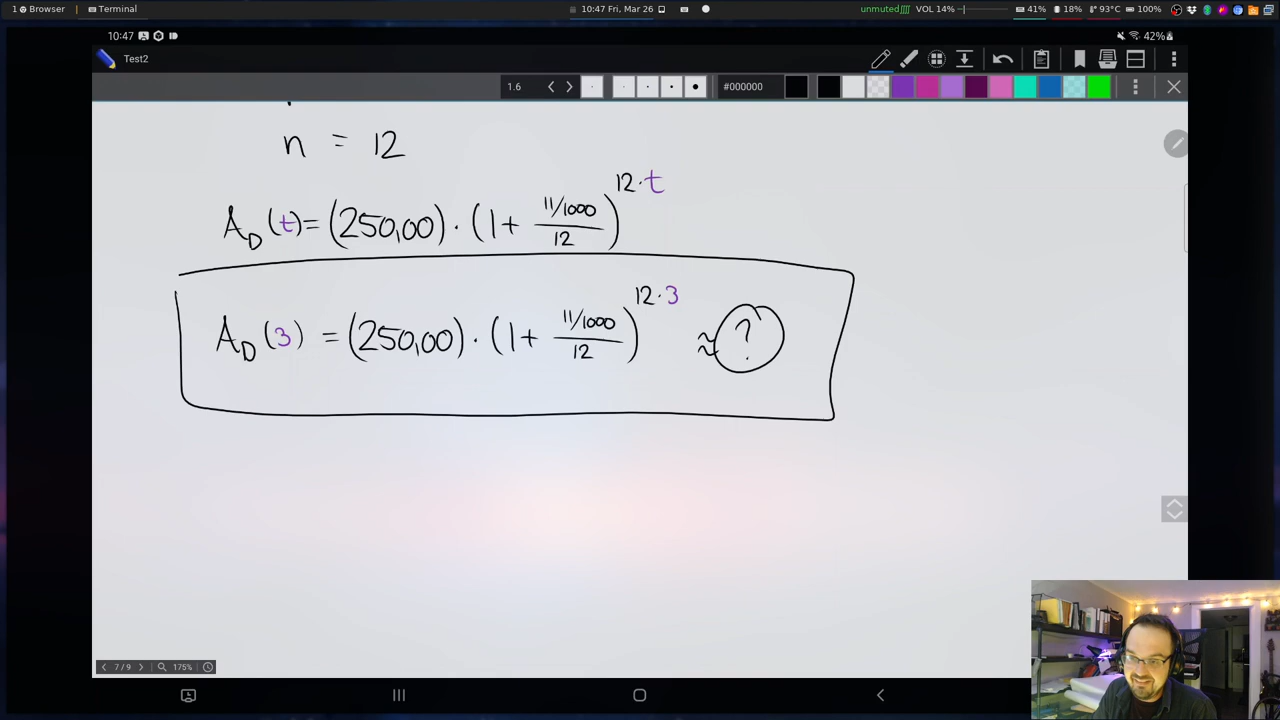 1 Browser Terminal 10:47 Fri, Mar 26 unmuted VOL 14% 41% 18% 93°C 100%
10:47 42%
Test2
1.6 #000000
n = 12
A_D (t) = (250,00) · (1 + (11/1000)/12)^(12·t)
A_D (3) = (250,00) · (1 + (11/1000)/12)^(12·3) ≈ ?
7 / 9 175%